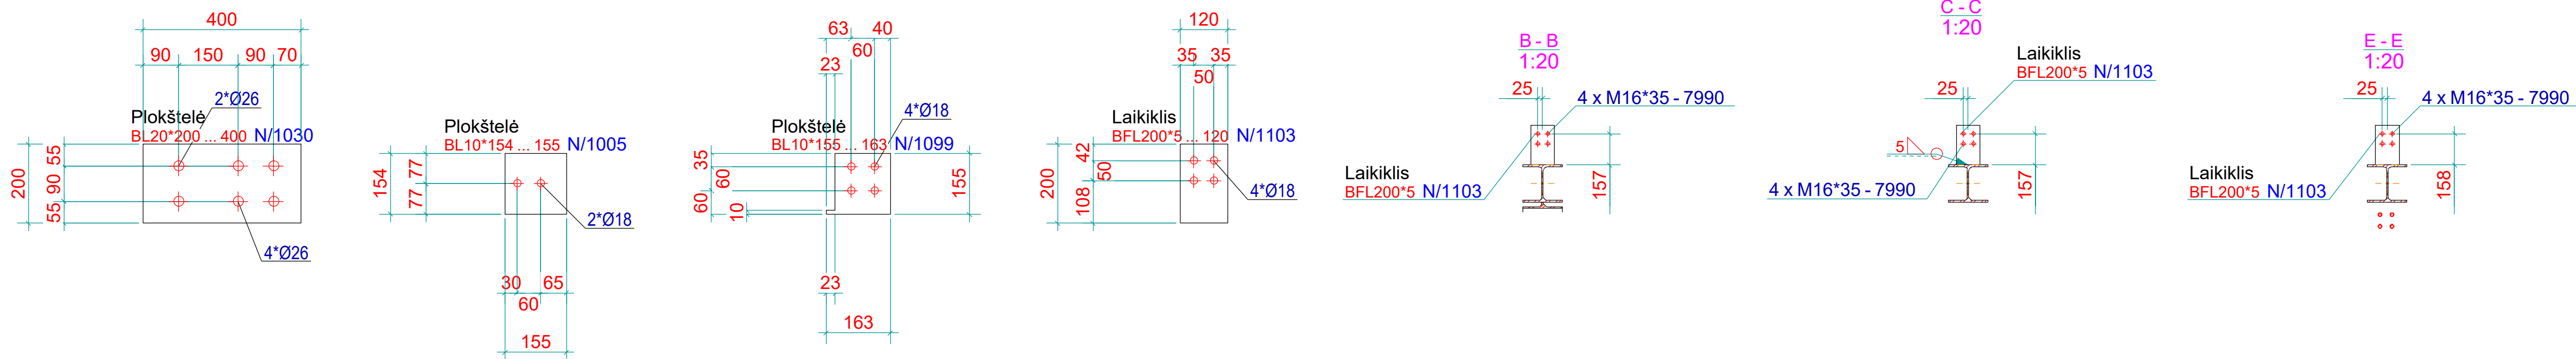 400
90 150 90 70
2*Ø26
Plokštelė
BL20*200 ... 400 N/1030
200
55
90
55
4*Ø26
Plokštelė
BL10*154 ... 155 N/1005
154
77
77
2*Ø18
30
65
60
155
63
40
60
23
4*Ø18
Plokštelė
BL10*155 ... 163 N/1099
35
60
60
10
155
23
163
120
35 35
50
Laikiklis
BFL200*5 ... 120 N/1103
42
50
200
108
4*Ø18
B - B
1:20
25
4 x M16*35 - 7990
Laikiklis
BFL200*5 N/1103
157
C - C
1:20
Laikiklis
BFL200*5 N/1103
25
5
4 x M16*35 - 7990
157
E - E
1:20
25
4 x M16*35 - 7990
Laikiklis
BFL200*5 N/1103
158